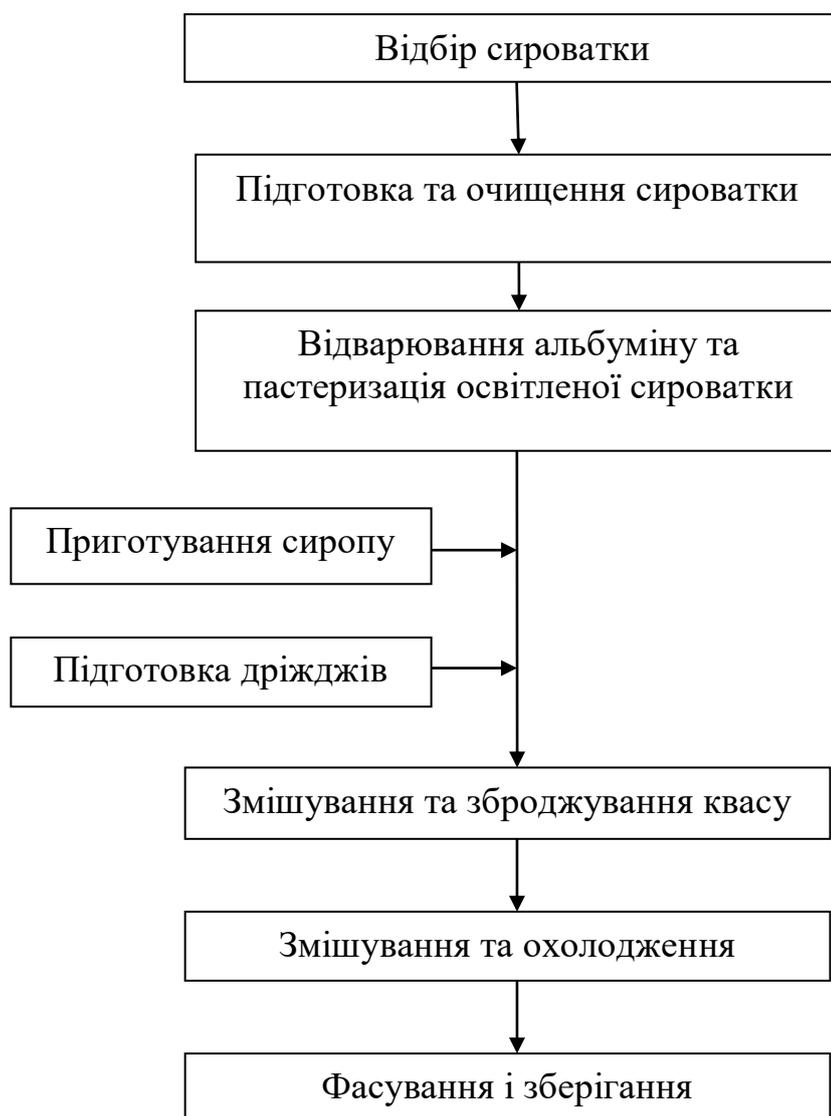 Відбір сироватки
Підготовка та очищення сироватки
Відварювання альбуміну та
пастеризація освітленої сироватки
Приготування сиропу
Підготовка дріжджів
Змішування та зброджування квасу
Змішування та охолодження
Фасування і зберігання